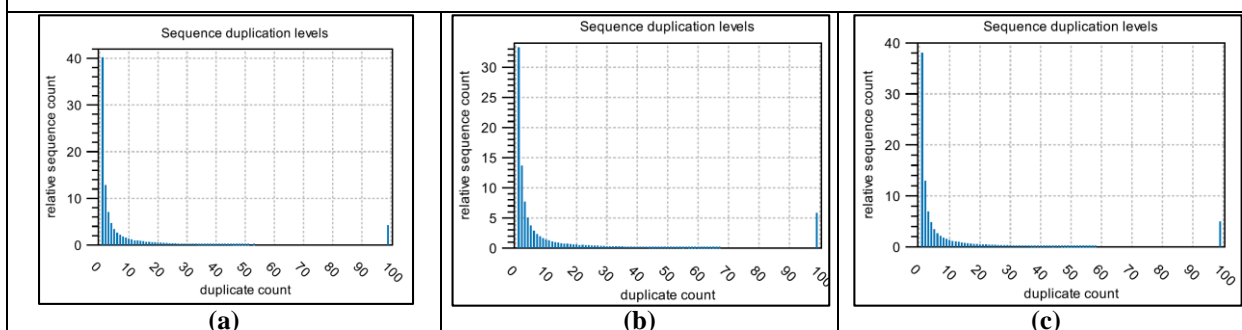 Sequence duplication levels
relative sequence count
40
30
20
10
0
0 10 20 30 40 50 60 70 80 90 100
duplicate count
(a)
Sequence duplication levels
relative sequence count
30
25
20
15
10
5
0
0 10 20 30 40 50 60 70 80 90 100
duplicate count
(b)
Sequence duplication levels
relative sequence count
40
30
20
10
0
0 10 20 30 40 50 60 70 80 90 100
duplicate count
(c)